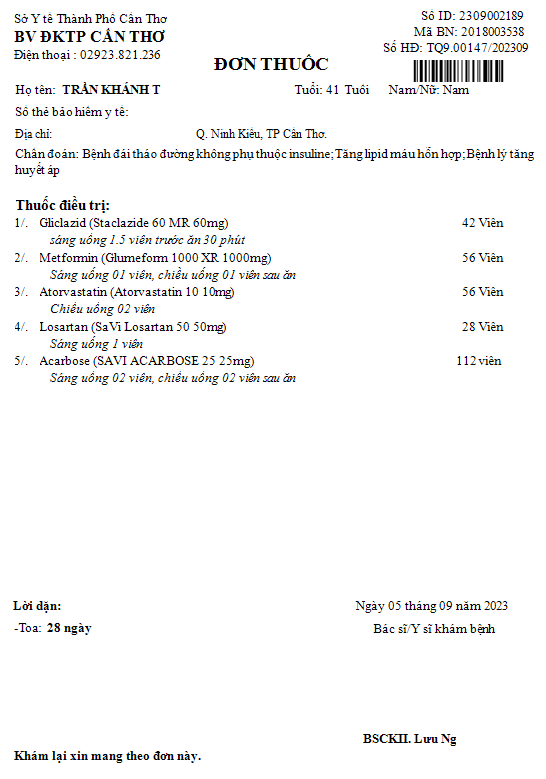 Sở Y tế Thành Phố Cần Thơ
BV ĐKTP CẦN THƠ
Điện thoại : 02923.821.236
Số ID: 2309002189
Mã BN: 2018003538
Số HĐ: TQ9.00147/202309
ĐƠN THUỐC
Họ tên: TRẦN KHÁNH T Tuổi: 41 Tuổi Nam/Nữ: Nam
Số thẻ bảo hiểm y tế:
Địa chỉ: Q. Ninh Kiều, TP Cần Thơ.
Chẩn đoán: Bệnh đái tháo đường không phụ thuộc insuline; Tăng lipid máu hỗn hợp; Bệnh lý tăng
huyết áp
Thuốc điều trị:
1/. Gliclazid (Staclazide 60 MR 60mg) 42 Viên
sáng uống 1.5 viên trước ăn 30 phút
2/. Metformin (Glumeform 1000 XR 1000mg) 56 Viên
Sáng uống 01 viên, chiều uống 01 viên sau ăn
3/. Atorvastatin (Atorvastatin 10 10mg) 56 Viên
Chiều uống 02 viên
4/. Losartan (SaVi Losartan 50 50mg) 28 Viên
Sáng uống 1 viên
5/. Acarbose (SAVI ACARBOSE 25 25mg) 112 viên
Sáng uống 02 viên, chiều uống 02 viên sau ăn
Lời dặn:
-Toa: 28 ngày
Ngày 05 tháng 09 năm 2023
Bác sĩ/Y sĩ khám bệnh
BSCKII. Lưu Ng
Khám lại xin mang theo đơn này.